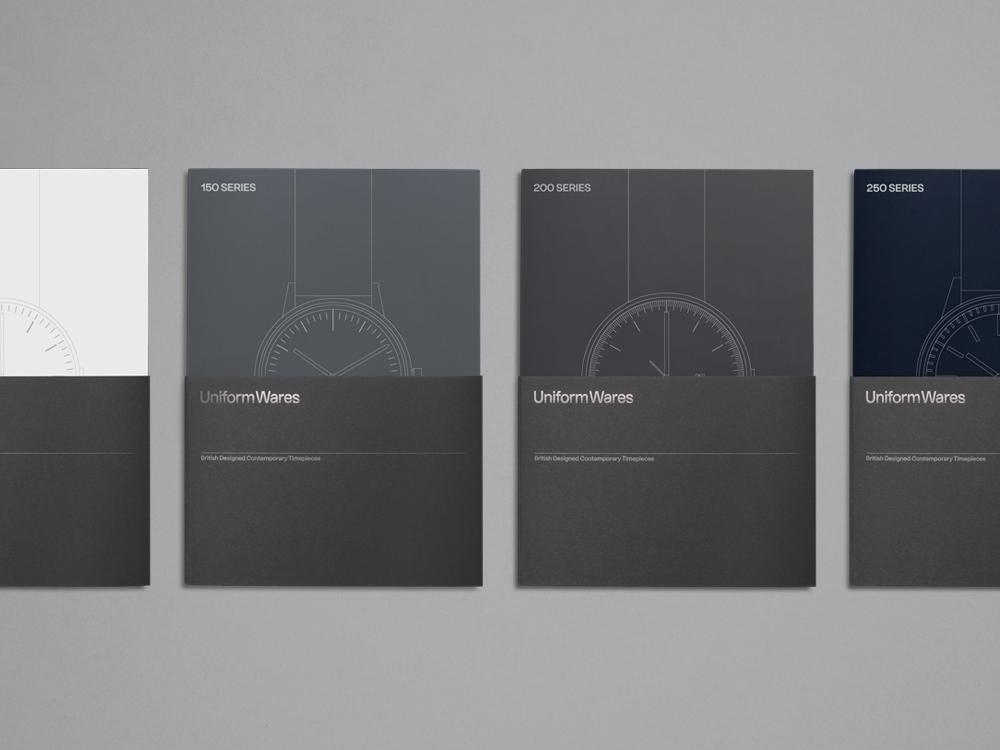 150 SERIES
UniformWares
British Designed Contemporary Timepieces
200 SERIES
UniformWares
British Designed Contemporary Timepieces
250 SERIES
UniformWares
British Designed Contemporary Timepieces